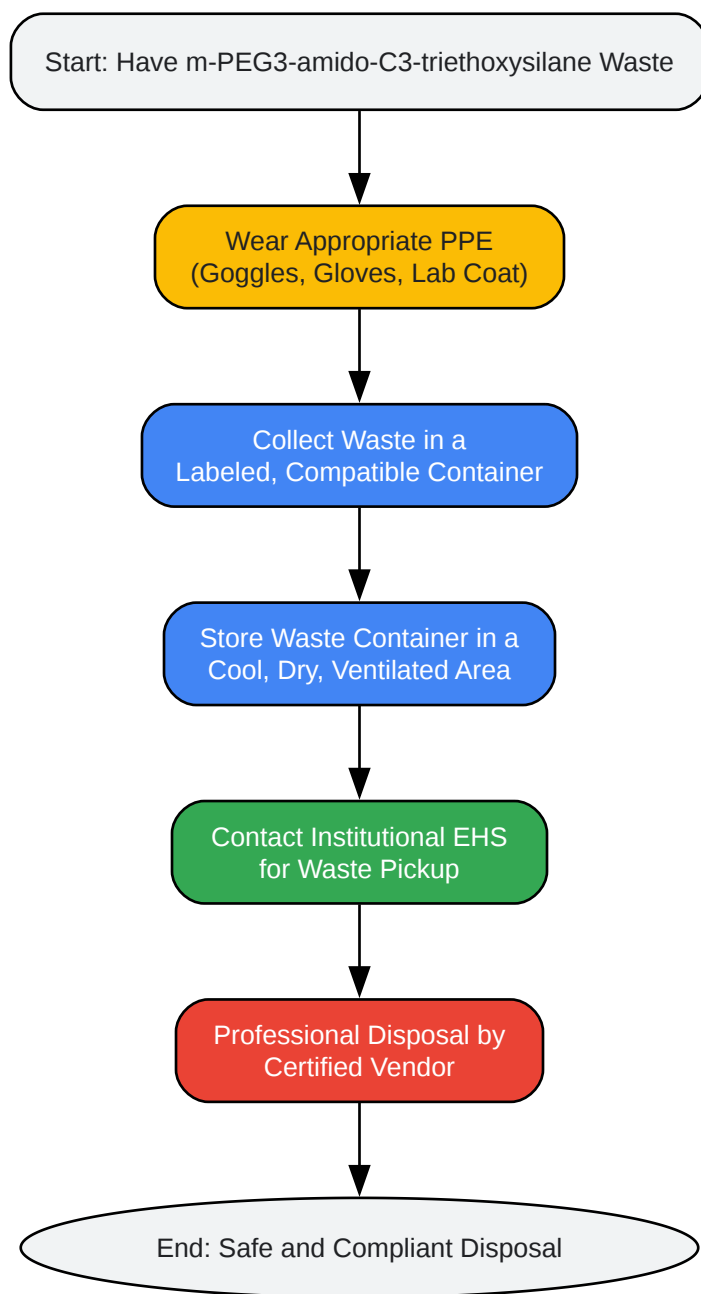 Start: Have m-PEG3-amido-C3-triethoxysilane Waste
Wear Appropriate PPE
(Goggles, Gloves, Lab Coat)
Collect Waste in a
Labeled, Compatible Container
Store Waste Container in a
Cool, Dry, Ventilated Area
Contact Institutional EHS
for Waste Pickup
Professional Disposal by
Certified Vendor
End: Safe and Compliant Disposal